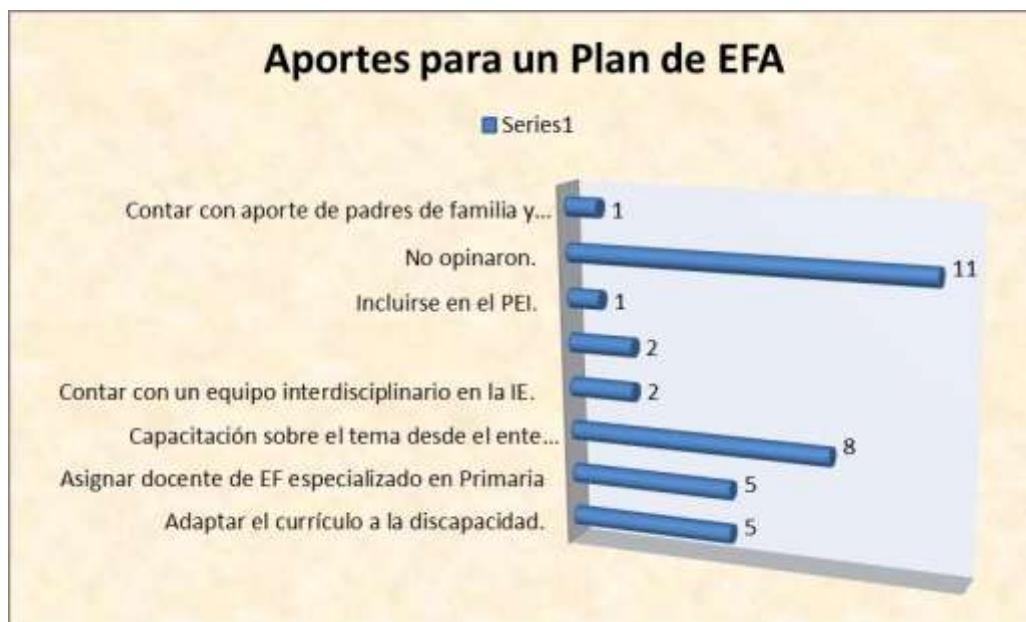 Aportes para un Plan de EFA
Series1
Contar con aporte de padres de familia y... 1
No opinaron. 11
Incluirse en el PEI. 1
2
Contar con un equipo interdisciplinario en la IE. 2
Capacitación sobre el tema desde el ente... 8
Asignar docente de EF especializado en Primaria 5
Adaptar el currículo a la discapacidad. 5